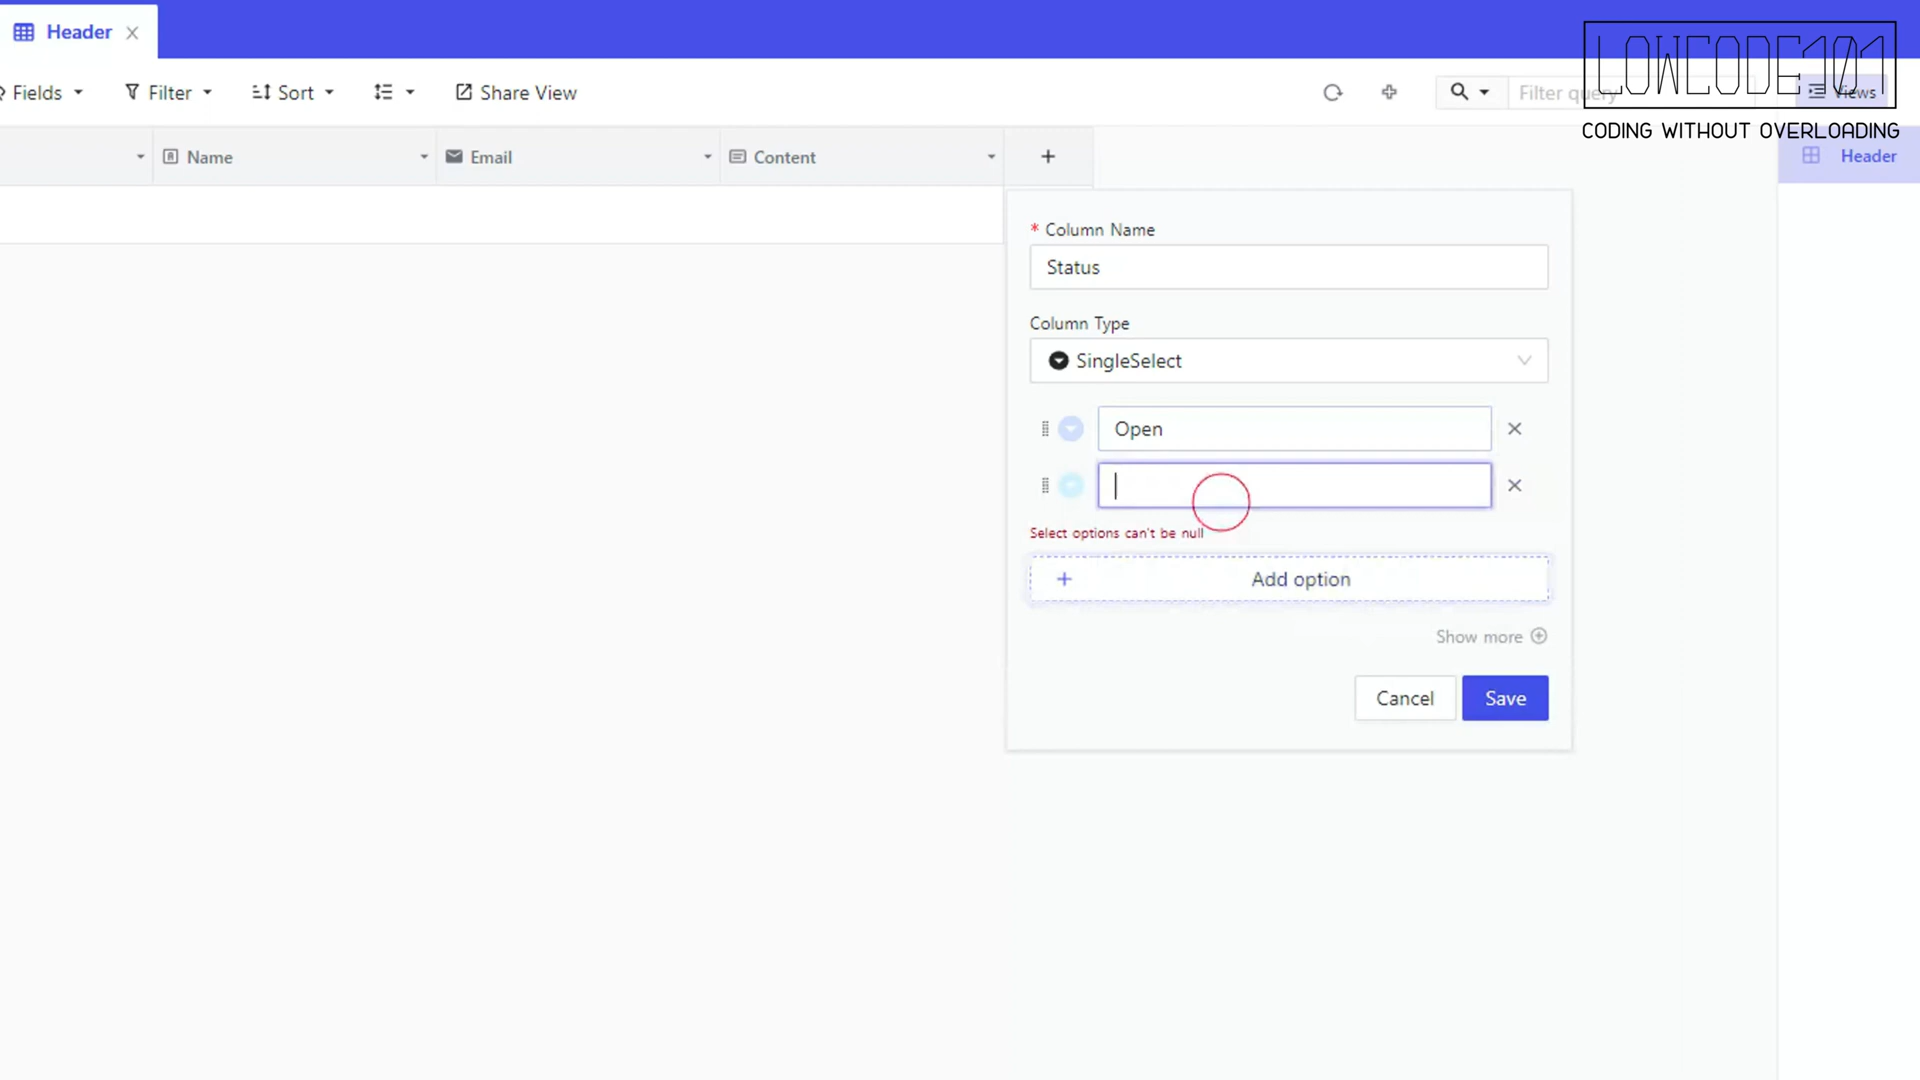 Header
Fields
Filter
Sort
Share View
Filter query
Views
LOWCODE101
CODING WITHOUT OVERLOADING
Name
Email
Content
+
Header
* Column Name
Status
Column Type
SingleSelect
Open
Select options can't be null
+ Add option
Show more
Cancel
Save